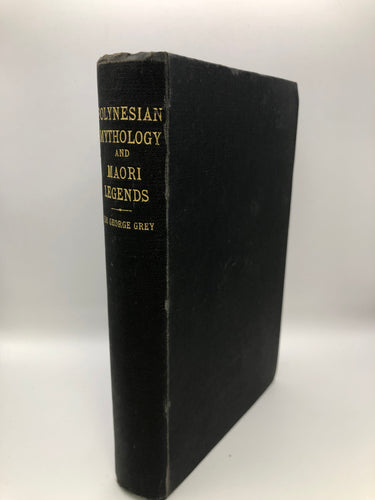 POLYNESIAN
MYTHOLOGY
AND
MAORI
LEGENDS
SIR GEORGE GREY